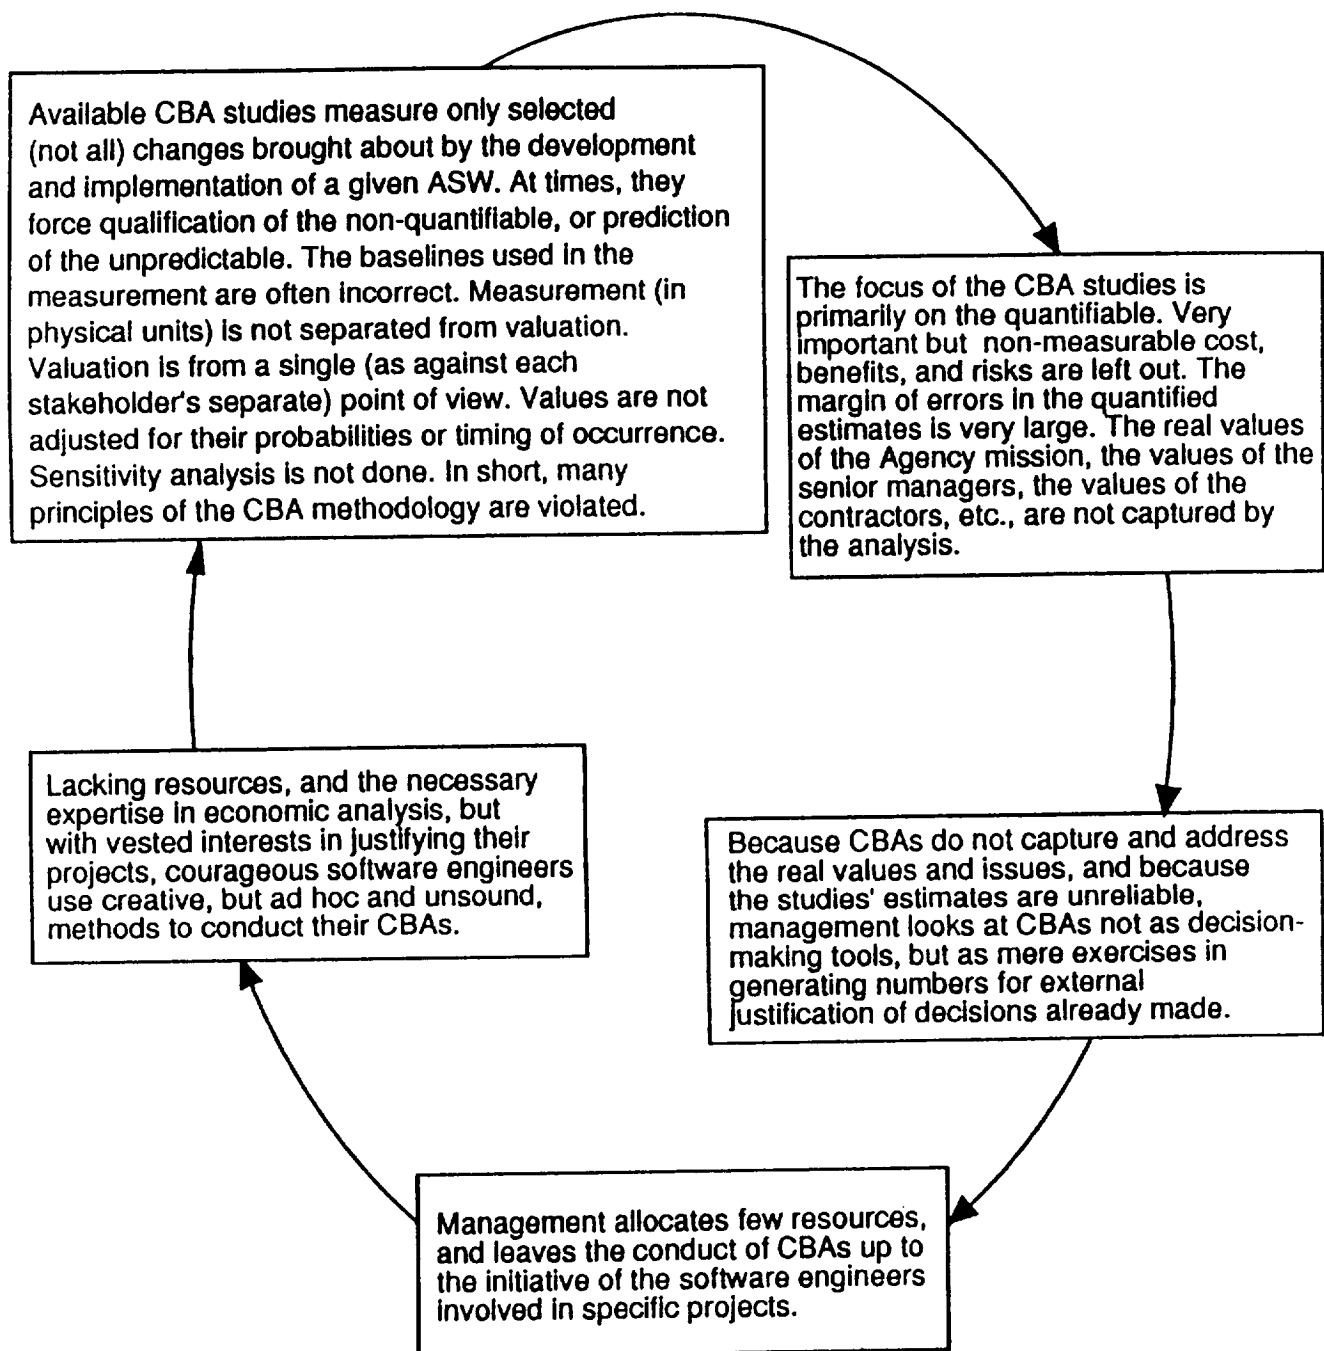 Available CBA studies measure only selected
(not all) changes brought about by the development
and implementation of a given ASW. At times, they
force qualification of the non-quantifiable, or prediction
of the unpredictable. The baselines used in the
measurement are often incorrect. Measurement (in
physical units) is not separated from valuation.
Valuation is from a single (as against each
stakeholder's separate) point of view. Values are not
adjusted for their probabilities or timing of occurrence.
Sensitivity analysis is not done. In short, many
principles of the CBA methodology are violated.
The focus of the CBA studies is
primarily on the quantifiable. Very
important but non-measurable cost,
benefits, and risks are left out. The
margin of errors in the quantified
estimates is very large. The real values
of the Agency mission, the values of the
senior managers, the values of the
contractors, etc., are not captured by
the analysis.
Because CBAs do not capture and address
the real values and issues, and because
the studies' estimates are unreliable,
management looks at CBAs not as decision-
making tools, but as mere exercises in
generating numbers for external
justification of decisions already made.
Management allocates few resources,
and leaves the conduct of CBAs up to
the initiative of the software engineers
involved in specific projects.
Lacking resources, and the necessary
expertise in economic analysis, but
with vested interests in justifying their
projects, courageous software engineers
use creative, but ad hoc and unsound,
methods to conduct their CBAs.